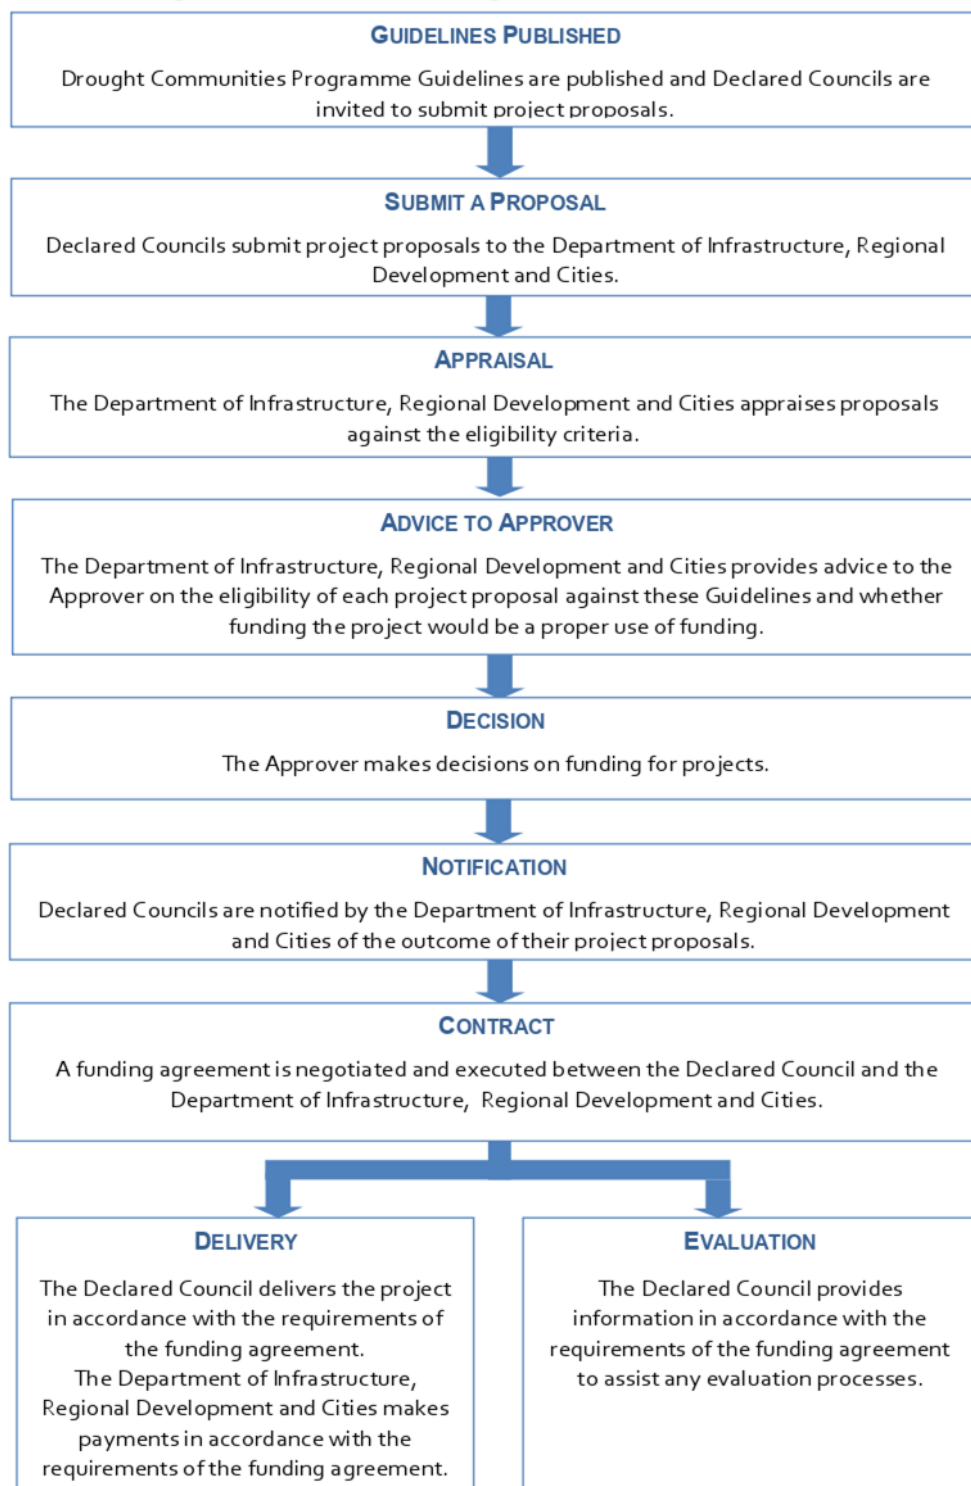 GUIDELINES PUBLISHED
Drought Communities Programme Guidelines are published and Declared Councils are
invited to submit project proposals.
SUBMIT A PROPOSAL
Declared Councils submit project proposals to the Department of Infrastructure, Regional
Development and Cities.
APPRAISAL
The Department of Infrastructure, Regional Development and Cities appraises proposals
against the eligibility criteria.
ADVICE TO APPROVER
The Department of Infrastructure, Regional Development and Cities provides advice to the
Approver on the eligibility of each project proposal against these Guidelines and whether
funding the project would be a proper use of funding.
DECISION
The Approver makes decisions on funding for projects.
NOTIFICATION
Declared Councils are notified by the Department of Infrastructure, Regional Development
and Cities of the outcome of their project proposals.
CONTRACT
A funding agreement is negotiated and executed between the Declared Council and the
Department of Infrastructure, Regional Development and Cities.
DELIVERY
The Declared Council delivers the project
in accordance with the requirements of
the funding agreement.
The Department of Infrastructure,
Regional Development and Cities makes
payments in accordance with the
requirements of the funding agreement.
EVALUATION
The Declared Council provides
information in accordance with the
requirements of the funding agreement
to assist any evaluation processes.